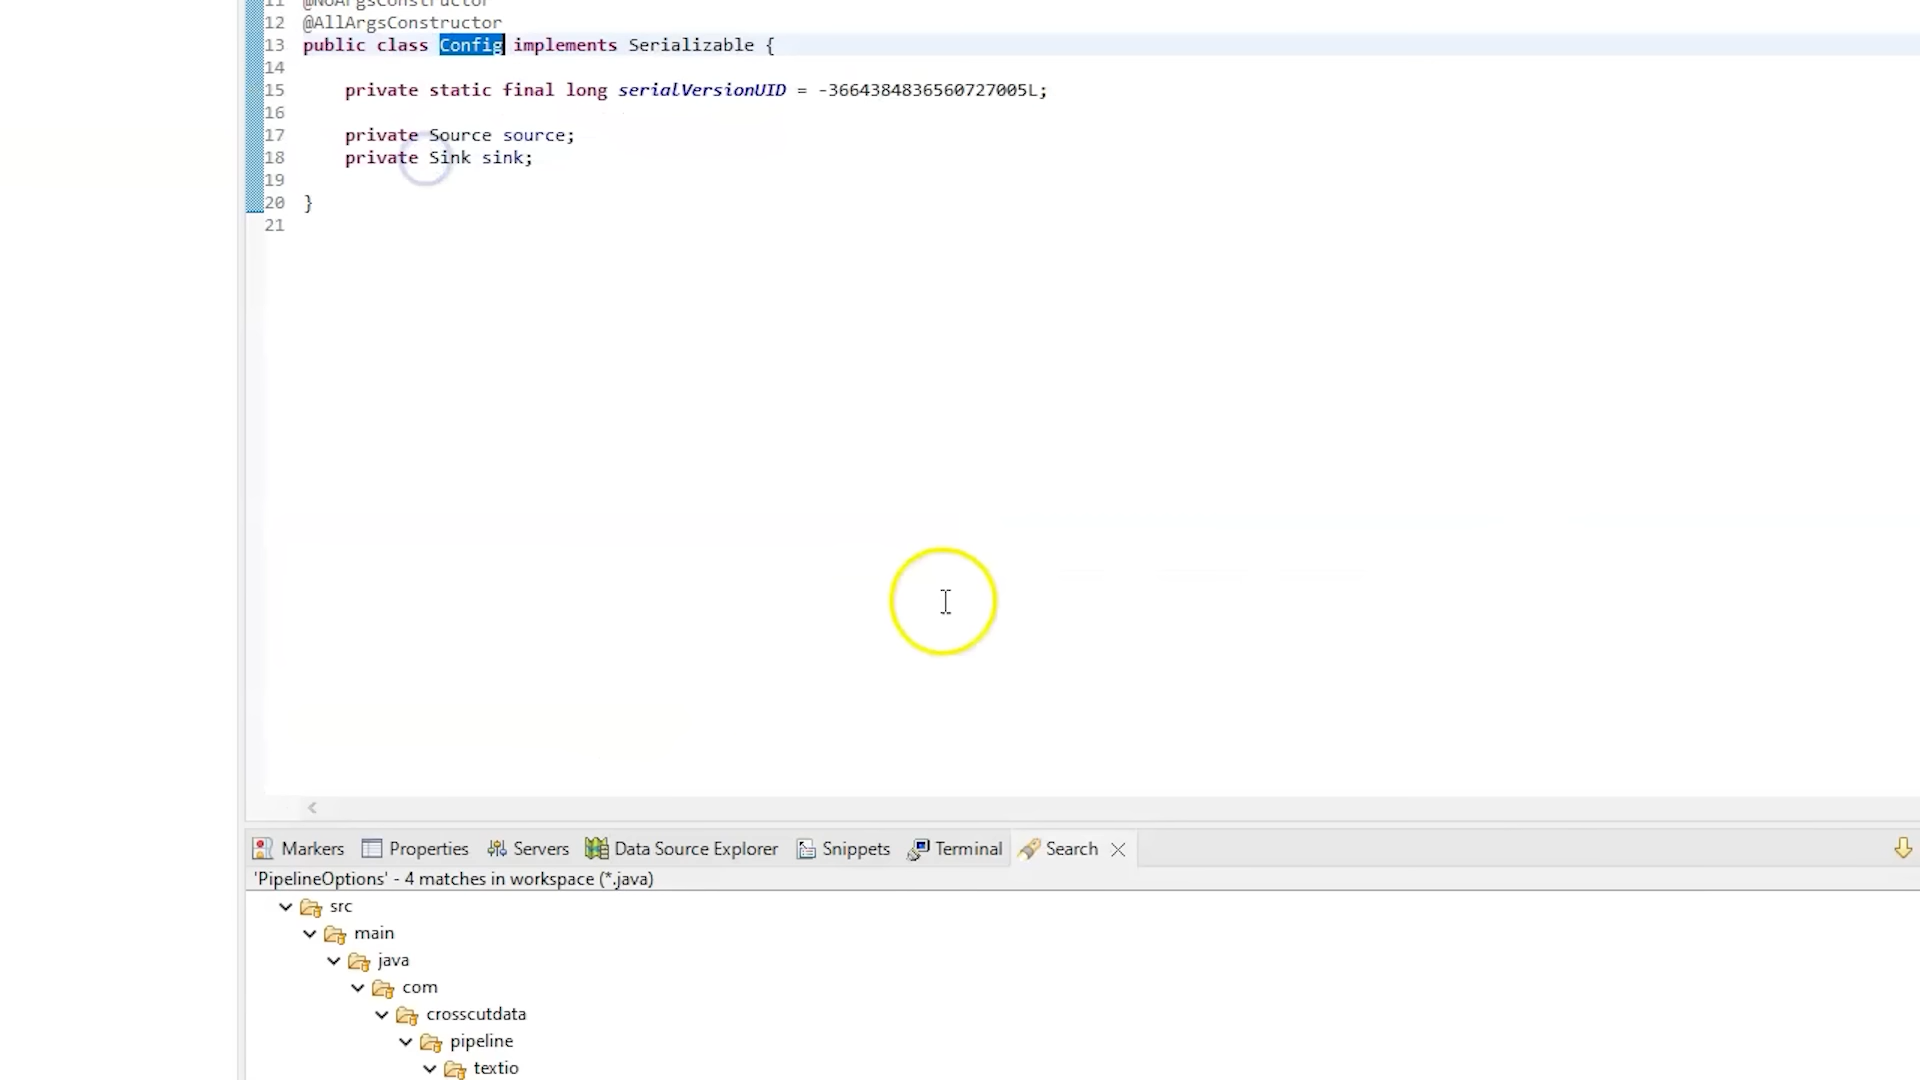 11 @NoArgsConstructor
12 @AllArgsConstructor
13 public class Config implements Serializable {
14
15 private static final long serialVersionUID = -3664384836560727005L;
16
17 private Source source;
18 private Sink sink;
19
20 }
21
Markers Properties Servers Data Source Explorer Snippets Terminal Search
'PipelineOptions' - 4 matches in workspace (*.java)
src
main
java
com
crosscutdata
pipeline
textio